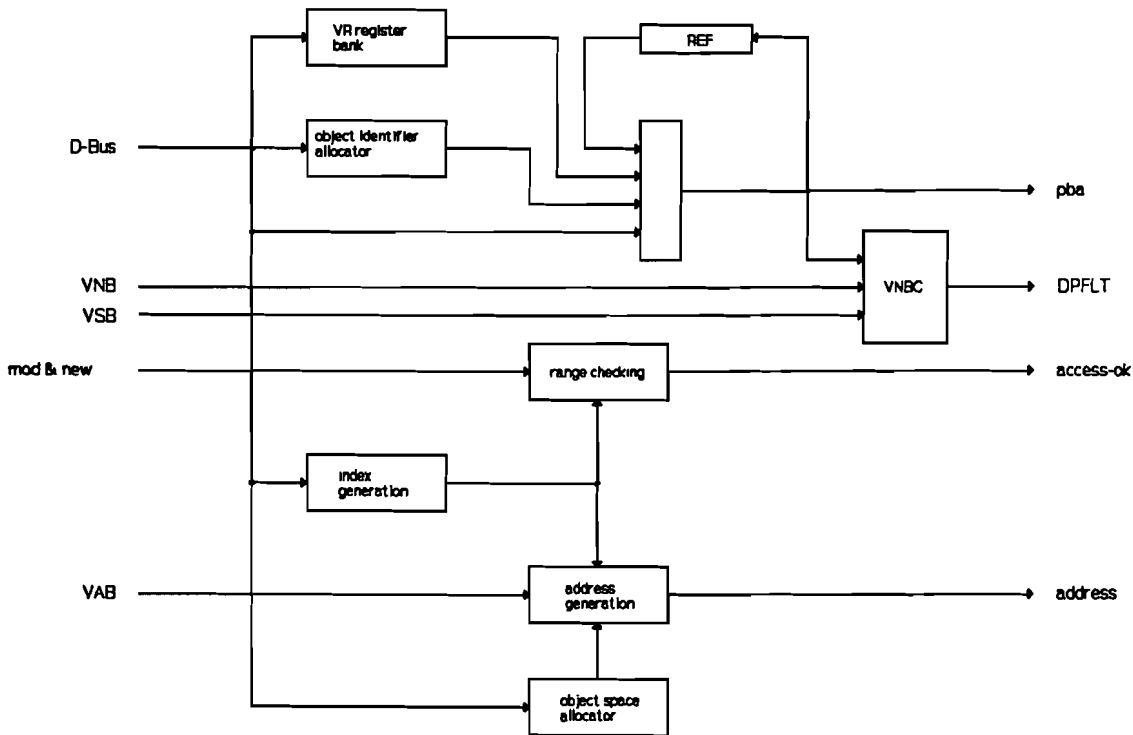 VR register
bank
REF
D-Bus
object identifier
allocator
pba
VNB
VNBC
DPFLT
VSB
mod & new
range checking
access-ok
index
generation
VAB
address
generation
address
object space
allocator